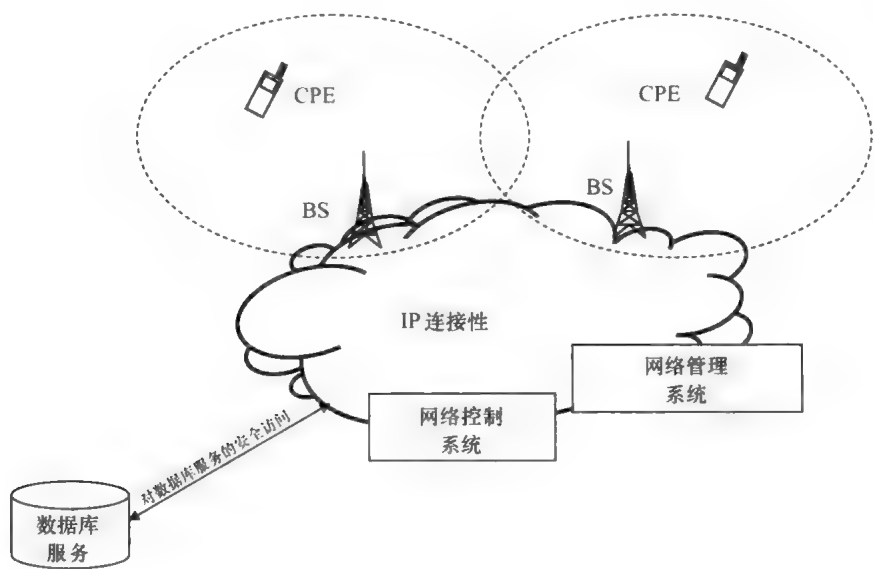 CPE
CPE
BS
BS
IP 连接性
网络管理
系统
网络控制
系统
对数据库服务的安全访问
数据库
服务